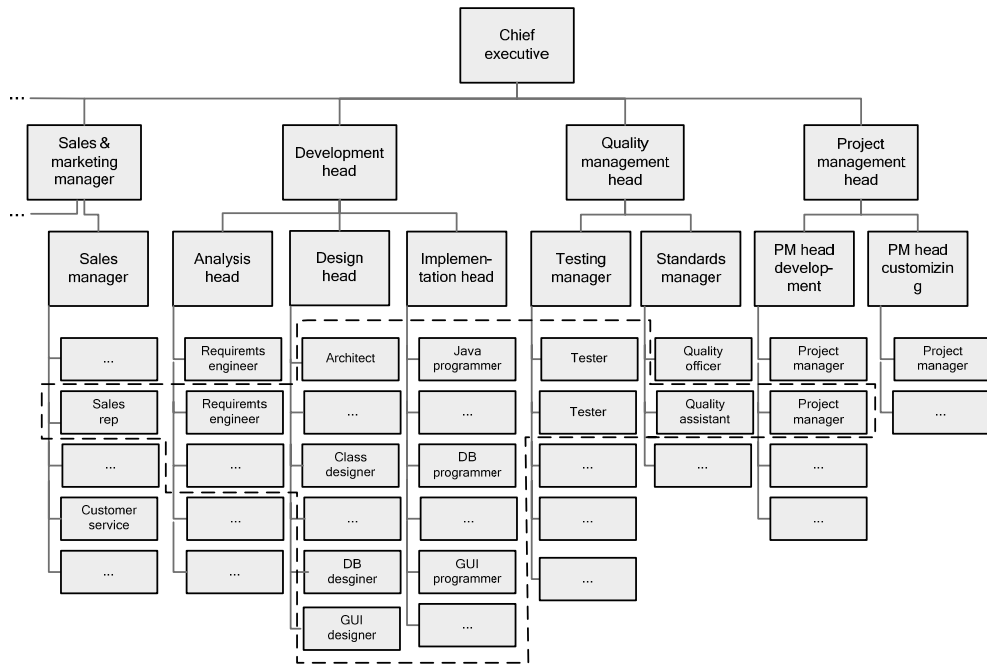 Chief
executive
...
Sales &
marketing
manager
Development
head
Quality
management
head
Project
management
head
...
Sales
manager
Analysis
head
Design
head
Implemen-
tation head
Testing
manager
Standards
manager
PM head
develop-
ment
PM head
customizin
g
...
Requiremts
engineer
Architect
Java
programmer
Tester
Quality
officer
Project
manager
Project
manager
Sales
rep
Requiremts
engineer
...
...
Tester
Quality
assistant
Project
manager
...
...
...
Class
designer
DB
programmer
...
...
...
Customer
service
...
...
...
...
...
...
...
DB
desginer
GUI
programmer
...
GUI
designer
...